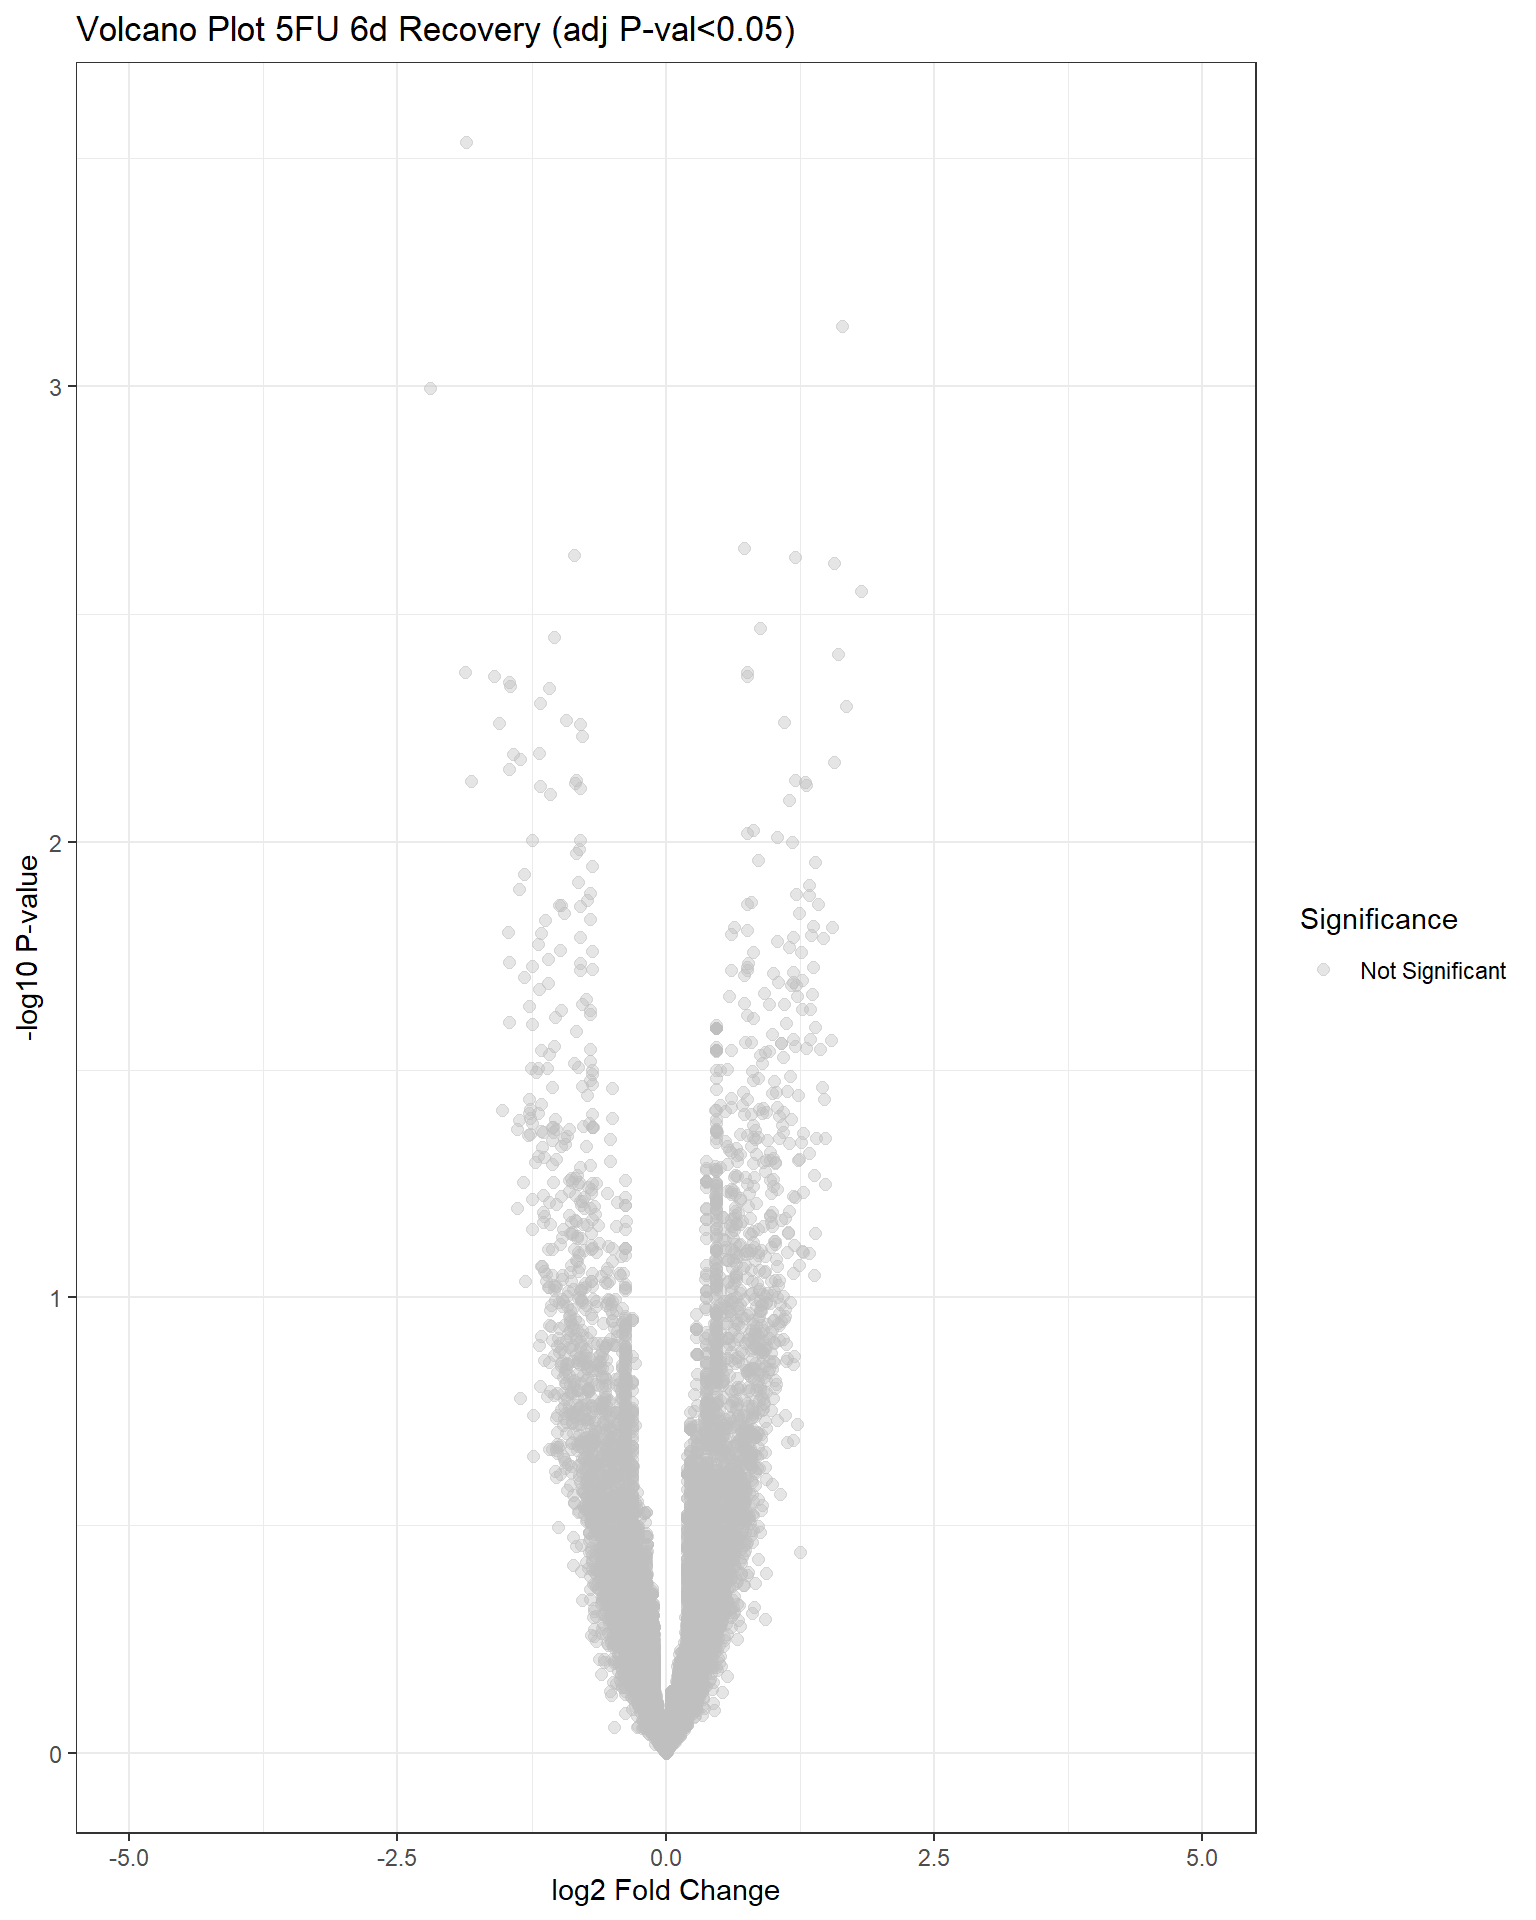 Volcano Plot 5FU 6d Recovery (adj P-val<0.05)
-log10 P-value
3
2
1
0
-5.0
-2.5
0.0
2.5
5.0
log2 Fold Change
Significance
Not Significant